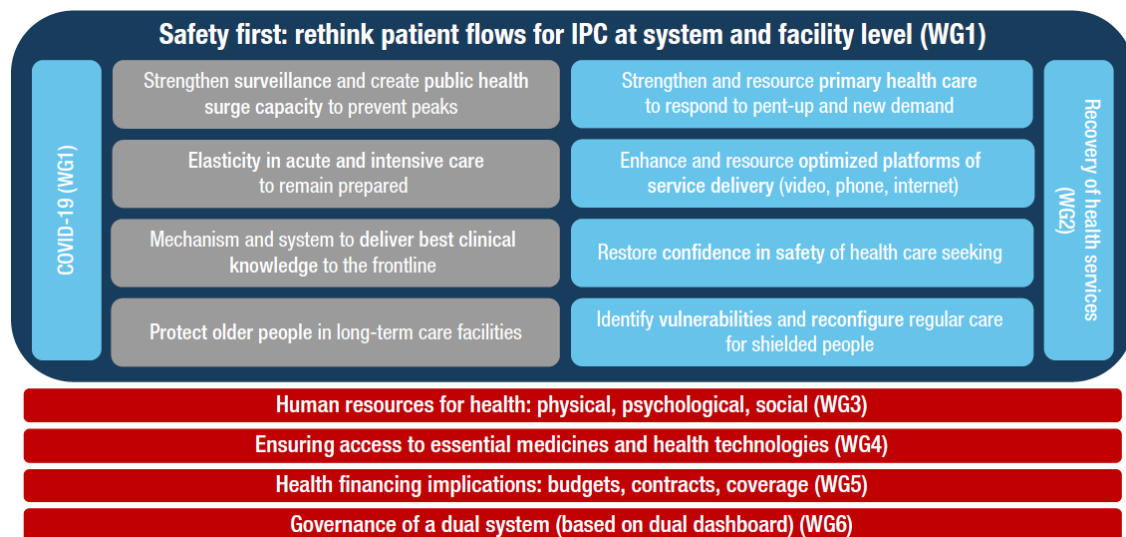 Safety first: rethink patient flows for IPC at system and facility level (WG1)
COVID-19 (WG1)
Strengthen surveillance and create public health
surge capacity to prevent peaks
Elasticity in acute and intensive care
to remain prepared
Mechanism and system to deliver best clinical
knowledge to the frontline
Protect older people in long-term care facilities
Strengthen and resource primary health care
to respond to pent-up and new demand
Enhance and resource optimized platforms of
service delivery (video, phone, internet)
Restore confidence in safety of health care seeking
Identify vulnerabilities and reconfigure regular care
for shielded people
Recovery of health services
(WG2)
Human resources for health: physical, psychological, social (WG3)
Ensuring access to essential medicines and health technologies (WG4)
Health financing implications: budgets, contracts, coverage (WG5)
Governance of a dual system (based on dual dashboard) (WG6)